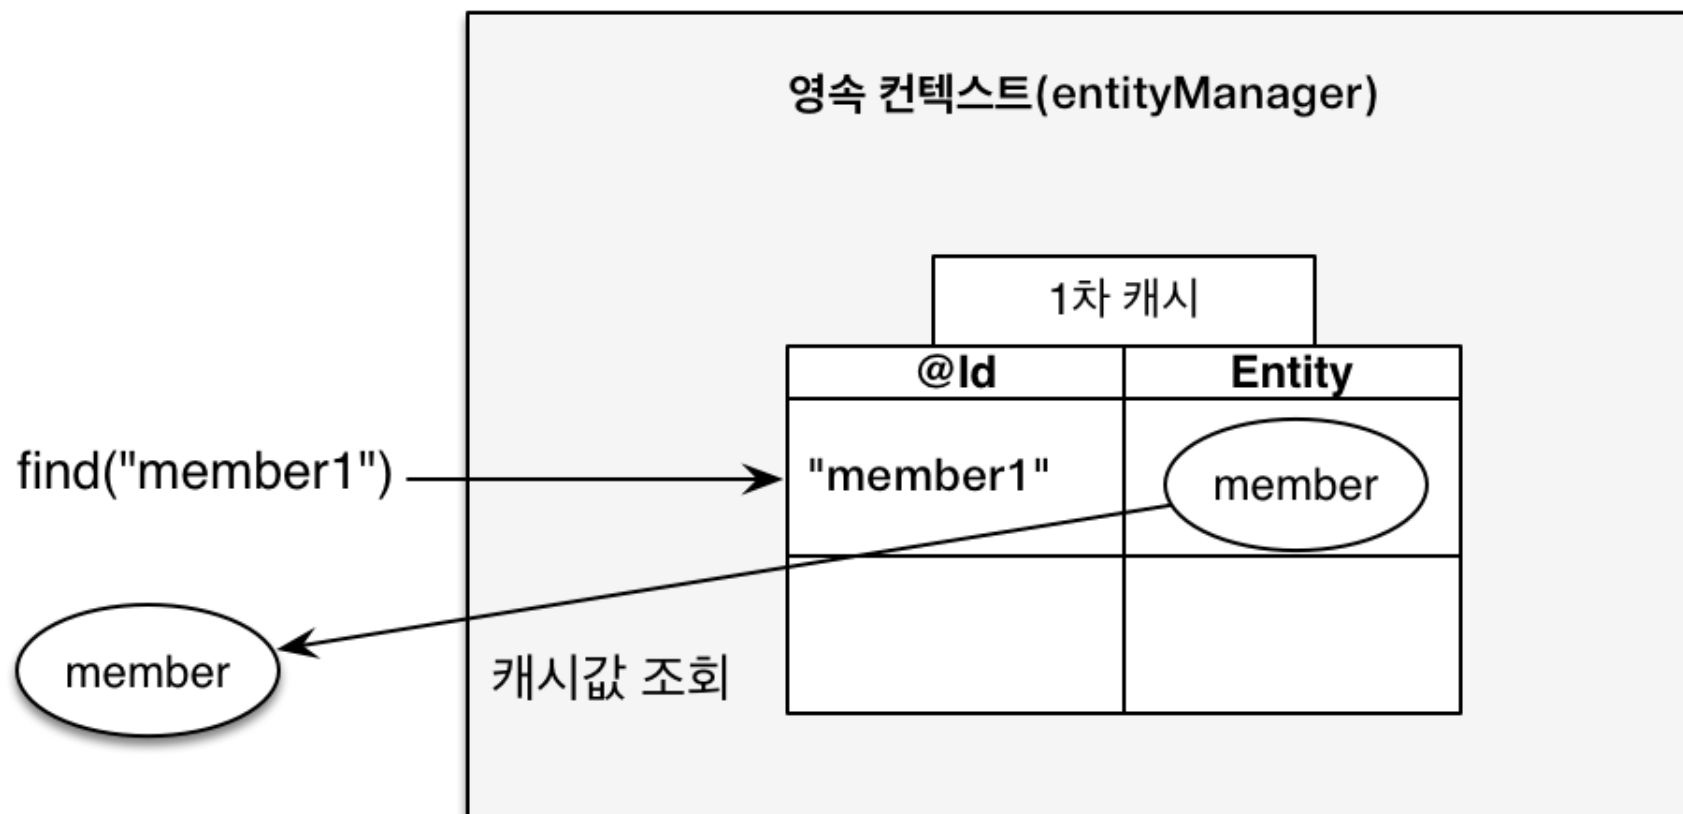 영속 컨텍스트(entityManager)
1차 캐시
@Id Entity
find("member1") "member1" member
member 캐시값 조회